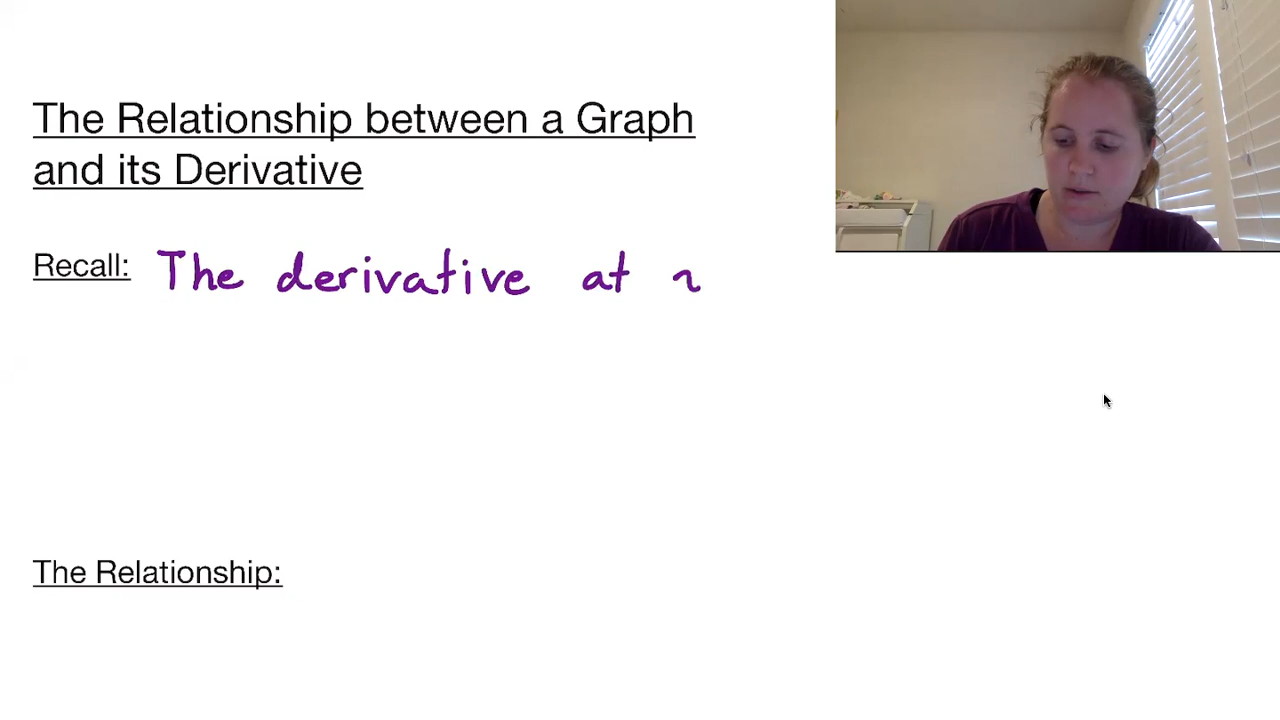 The Relationship between a Graph
and its Derivative
Recall: The derivative at
The Relationship: